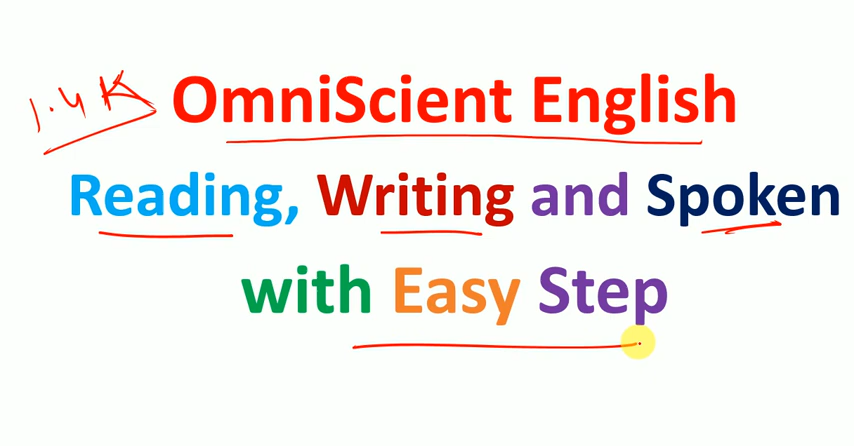 1.4K OmniScient English
Reading, Writing and Spoken
with Easy Step